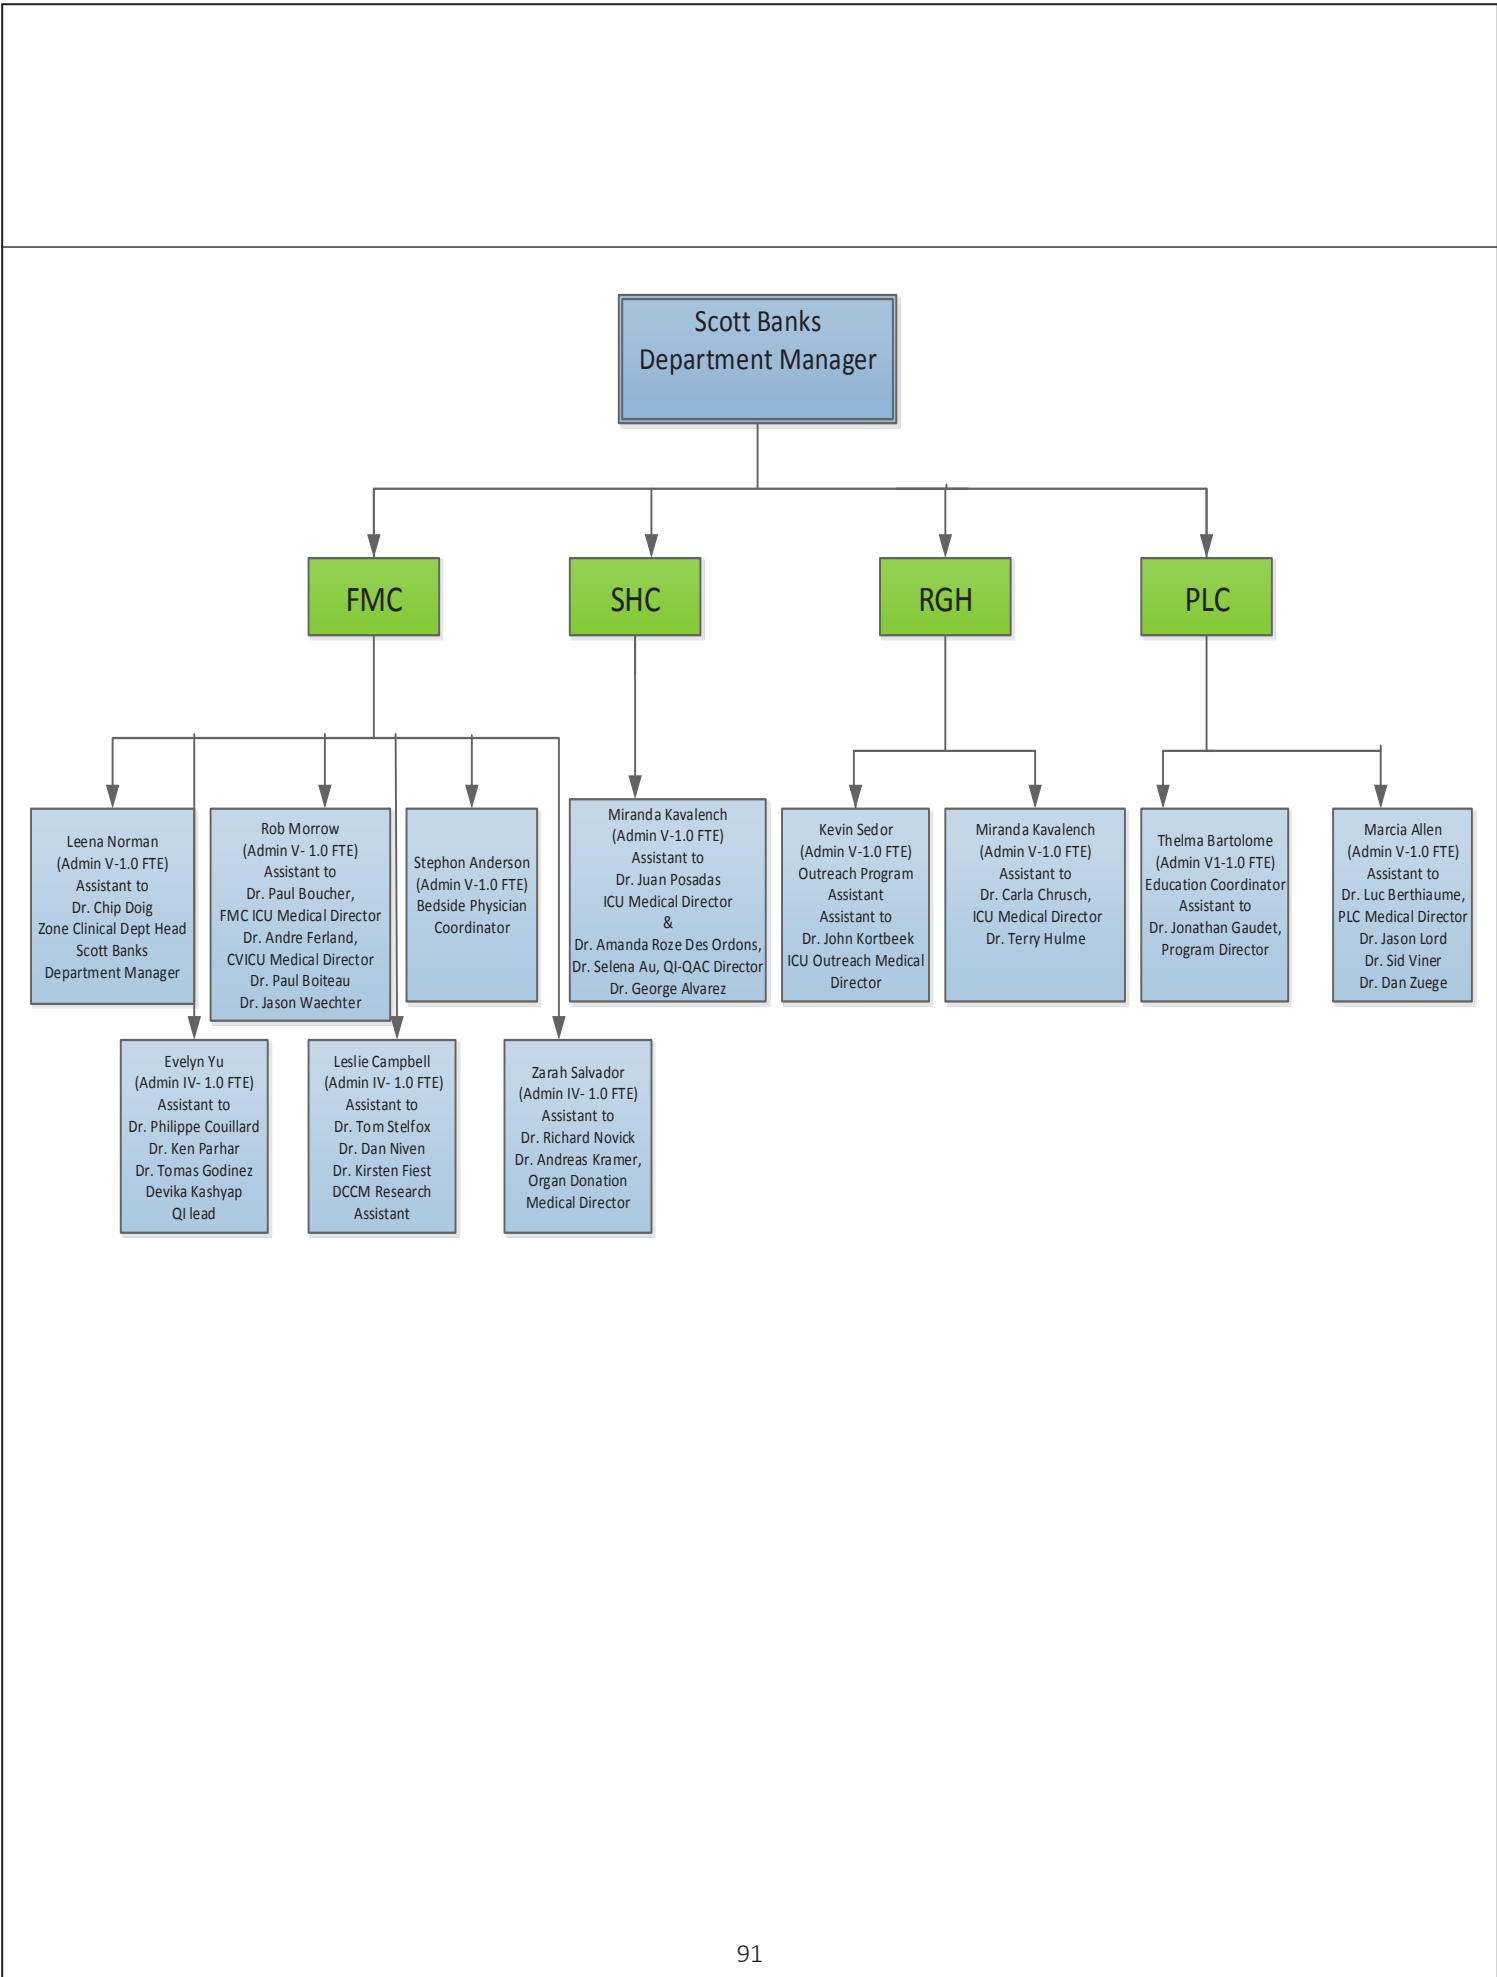 Scott Banks
Department Manager
FMC
SHC
RGH
PLC
Leena Norman
(Admin V-1.0 FTE)
Assistant to
Dr. Chip Doig
Zone Clinical Dept Head
Scott Banks
Department Manager
Rob Morrow
(Admin V- 1.0 FTE)
Assistant to
Dr. Paul Boucher,
FMC ICU Medical Director
Dr. Andre Ferland,
CVICU Medical Director
Dr. Paul Boiteau
Dr. Jason Waechter
Stephon Anderson
(Admin V-1.0 FTE)
Bedside Physician
Coordinator
Miranda Kavalench
(Admin V-1.0 FTE)
Assistant to
Dr. Juan Posadas
ICU Medical Director
&
Dr. Amanda Roze Des Ordons,
Dr. Selena Au, QI-QAC Director
Dr. George Alvarez
Kevin Sedor
(Admin V-1.0 FTE)
Outreach Program
Assistant
Assistant to
Dr. John Kortbeek
ICU Outreach Medical
Director
Miranda Kavalench
(Admin V-1.0 FTE)
Assistant to
Dr. Carla Chrusch,
ICU Medical Director
Dr. Terry Hulme
Thelma Bartolome
(Admin V1-1.0 FTE)
Education Coordinator
Assistant to
Dr. Jonathan Gaudet,
Program Director
Marcia Allen
(Admin V-1.0 FTE)
Assistant to
Dr. Luc Berthiaume,
PLC Medical Director
Dr. Jason Lord
Dr. Sid Viner
Dr. Dan Zuege
Evelyn Yu
(Admin IV- 1.0 FTE)
Assistant to
Dr. Philippe Couillard
Dr. Ken Parhar
Dr. Tomas Godinez
Devika Kashyap
QI lead
Leslie Campbell
(Admin IV- 1.0 FTE)
Assistant to
Dr. Tom Stelfox
Dr. Dan Niven
Dr. Kirsten Fiest
DCCM Research
Assistant
Zarah Salvador
(Admin IV- 1.0 FTE)
Assistant to
Dr. Richard Novick
Dr. Andreas Kramer,
Organ Donation
Medical Director
91